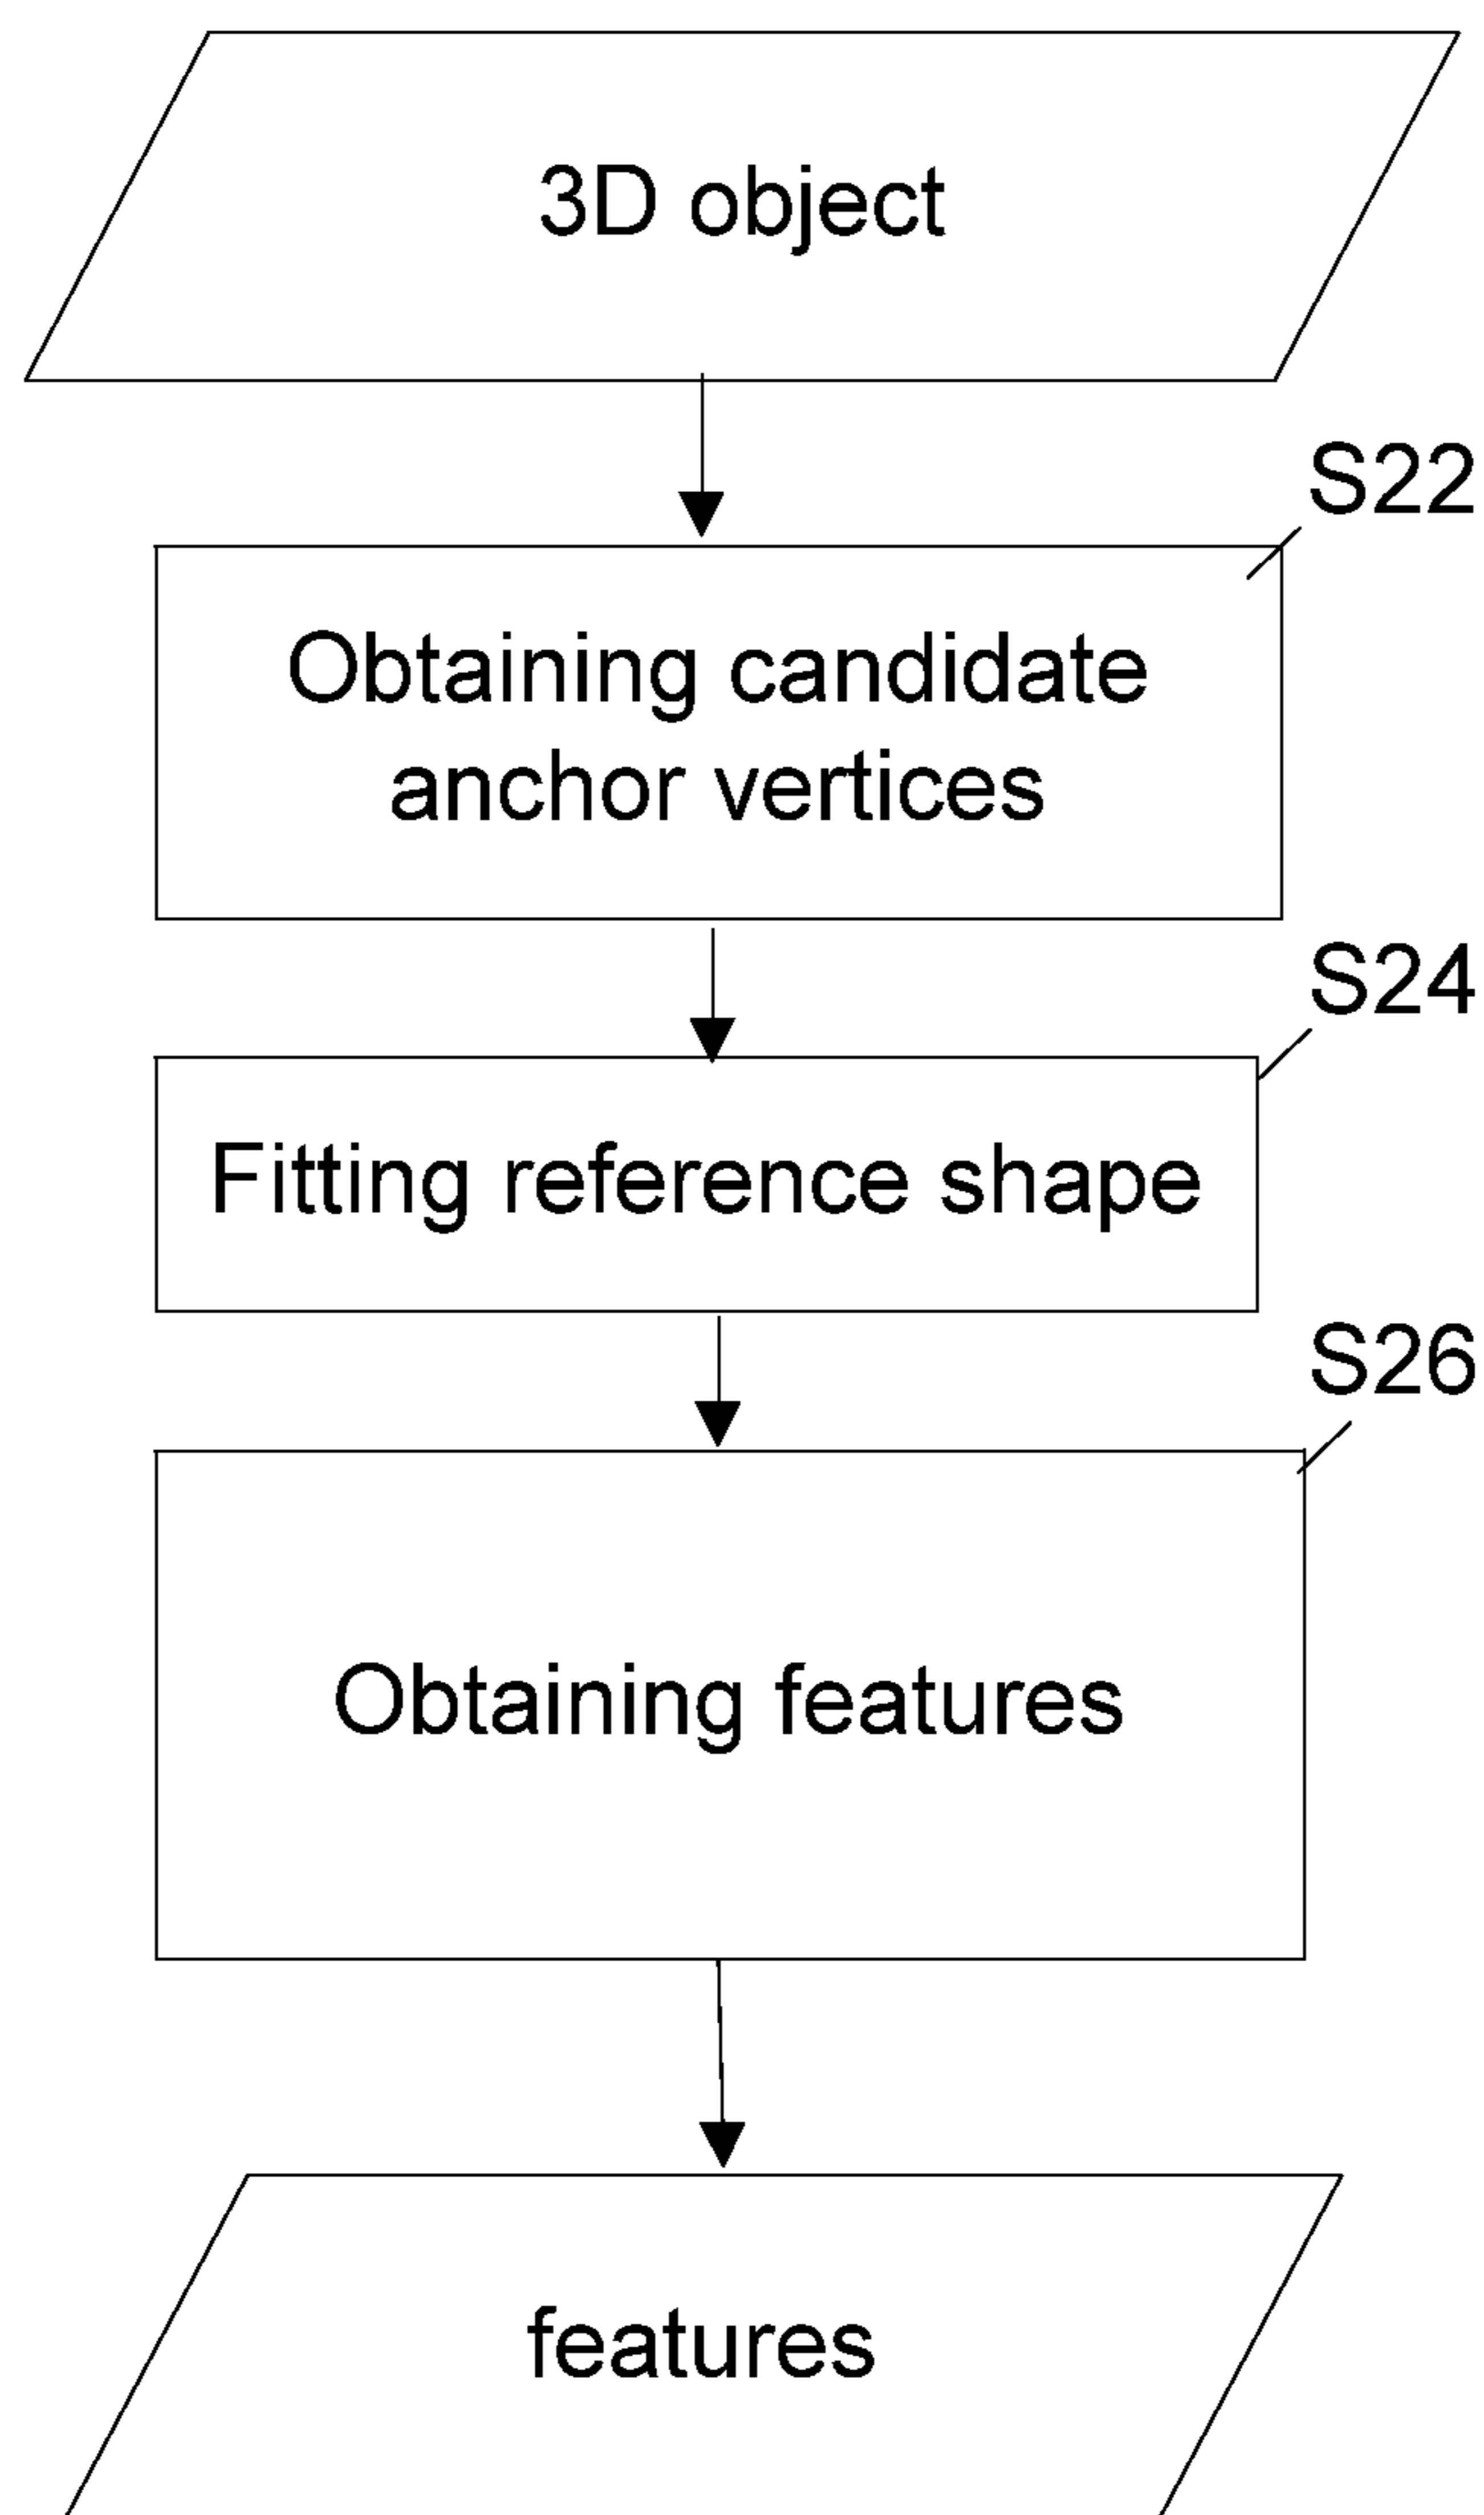 3D object
S22
Obtaining candidate
anchor vertices
S24
Fitting reference shape
S26
Obtaining features
features